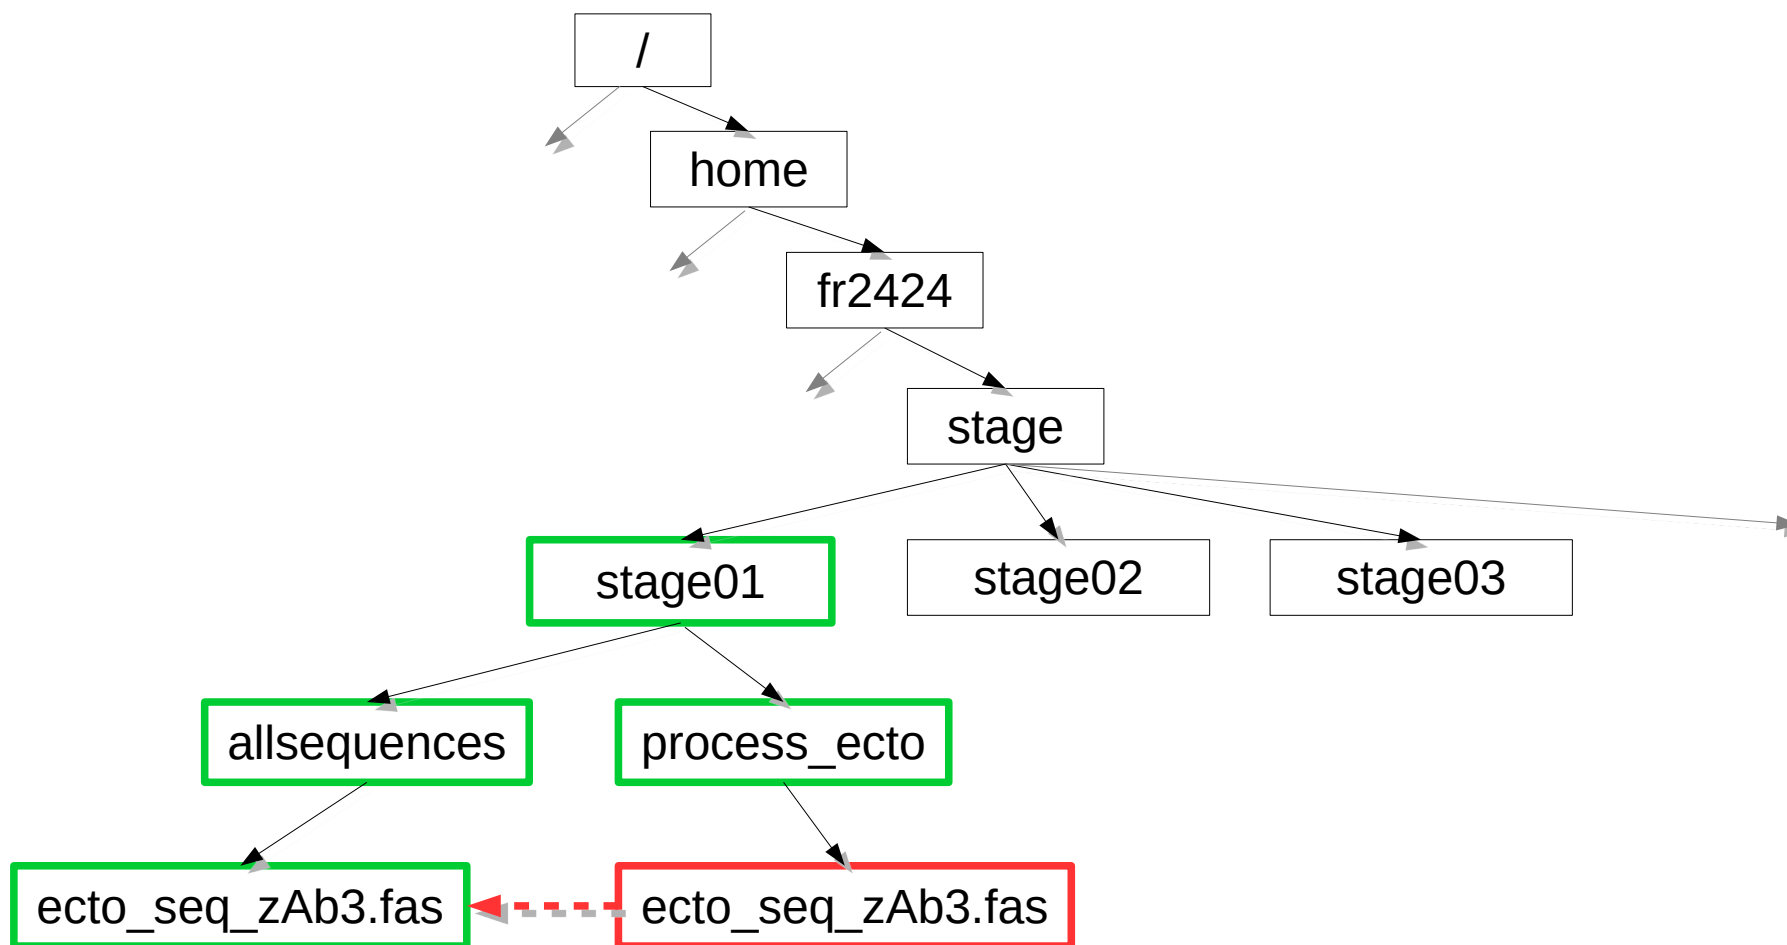 /
home
fr2424
stage
stage01
stage02
stage03
allsequences
process_ecto
ecto_seq_zAb3.fas
ecto_seq_zAb3.fas